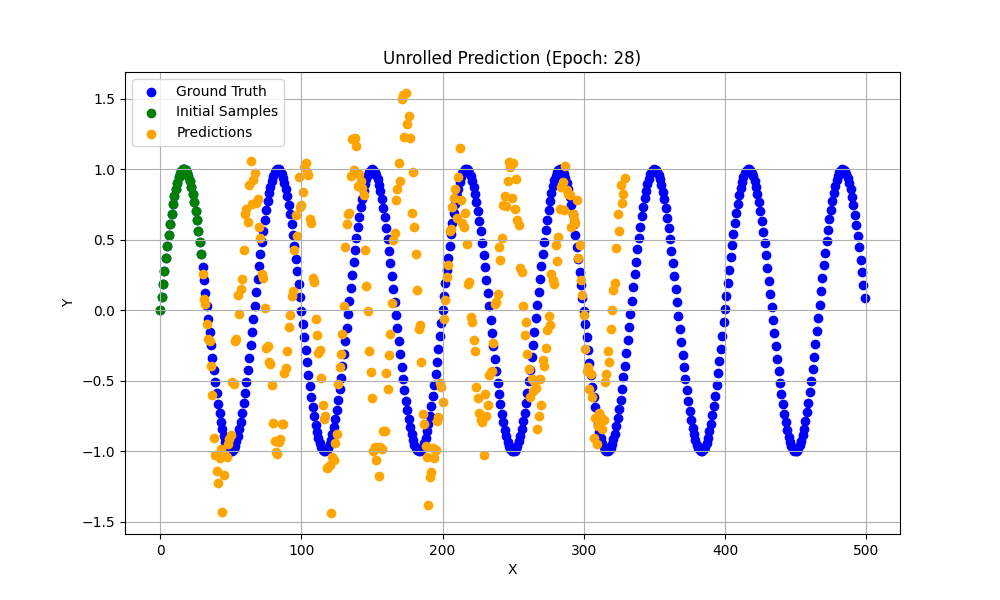 Unrolled Prediction (Epoch: 28)
Ground Truth
Initial Samples
Predictions
1.5
1.0
0.5
0.0
−0.5
−1.0
−1.5
Y
0 100 200 300 400 500
X